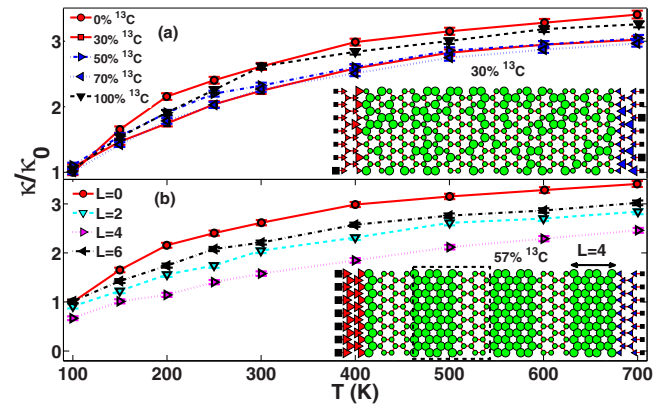 0% ¹³C (a)
30% ¹³C
50% ¹³C
70% ¹³C
100% ¹³C
30% ¹³C
3
2
1
κ/κ₀
L=0 (b)
L=2
L=4
L=6
57% ¹³C L=4
3
2
1
0
100 200 300 400 500 600 700
T (K)